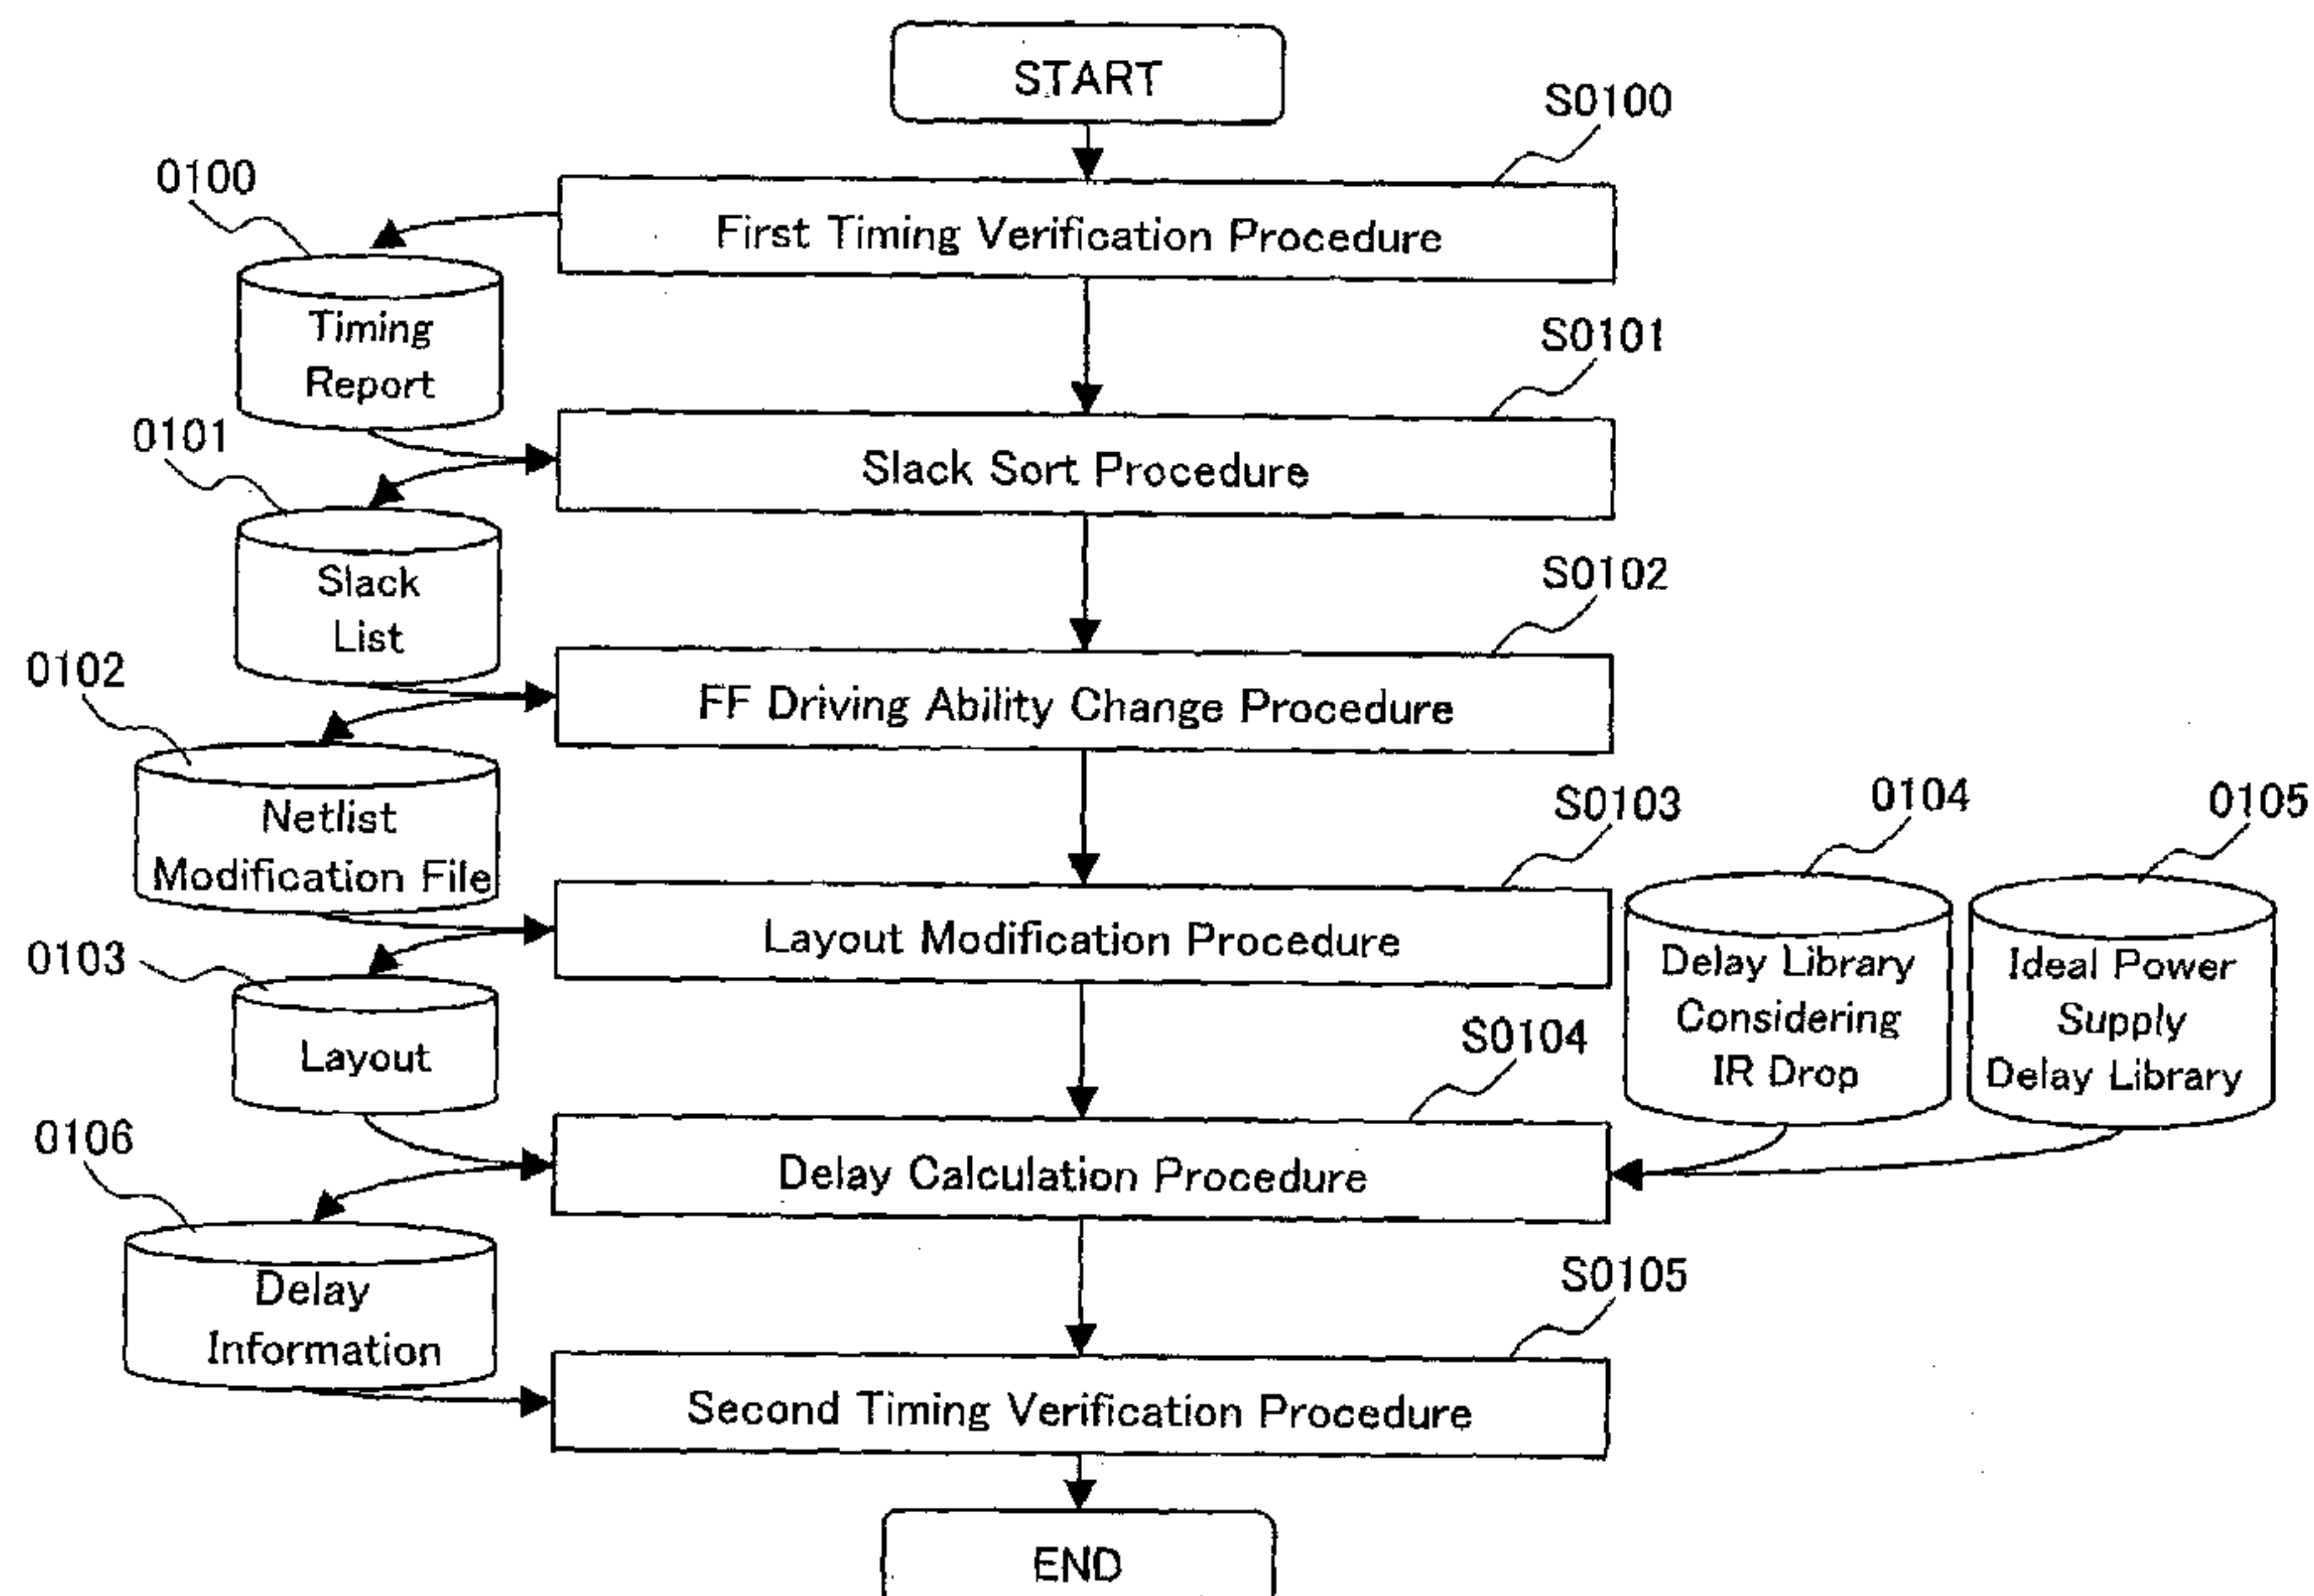 START
S0100
0100
First Timing Verification Procedure
Timing
Report
S0101
0101
Slack Sort Procedure
Slack
List
S0102
0102
FF Driving Ability Change Procedure
Netlist
Modification File
S0103
0104
0105
0103
Layout Modification Procedure
Delay Library
Considering
IR Drop
Ideal Power
Supply
Delay Library
Layout
S0104
0106
Delay Calculation Procedure
Delay
Information
S0105
Second Timing Verification Procedure
END